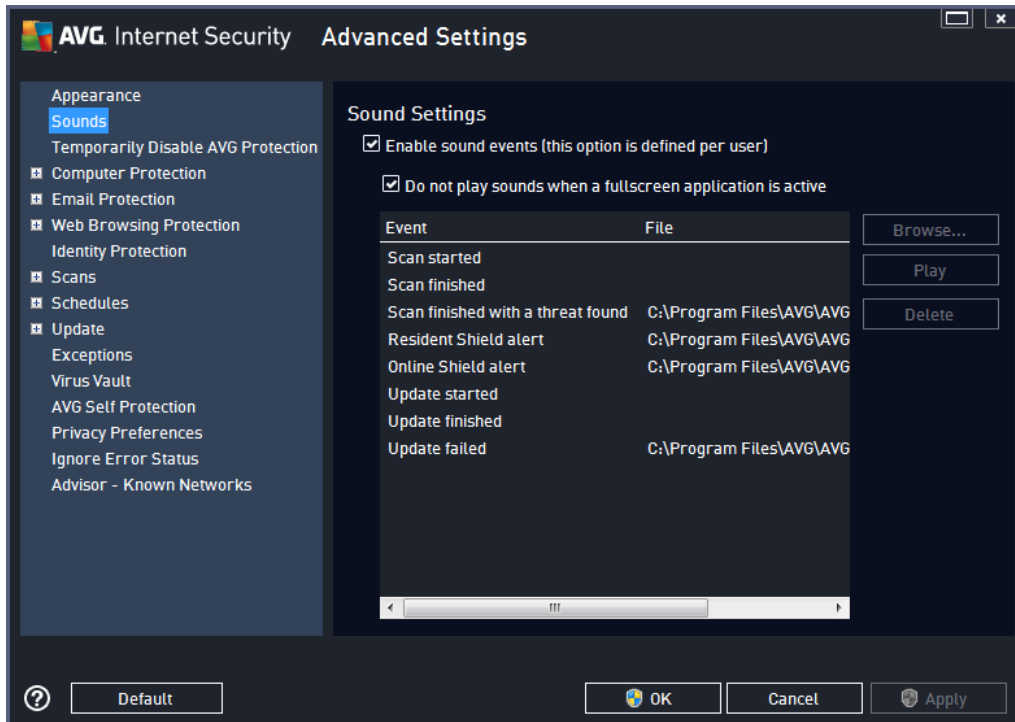 AVG. Internet Security Advanced Settings
Appearance
Sounds
Temporarily Disable AVG Protection
Computer Protection
Email Protection
Web Browsing Protection
Identity Protection
Scans
Schedules
Update
Exceptions
Virus Vault
AVG Self Protection
Privacy Preferences
Ignore Error Status
Advisor - Known Networks
Sound Settings
Enable sound events (this option is defined per user)
Do not play sounds when a fullscreen application is active
Event File
Scan started
Scan finished
Scan finished with a threat found C:\Program Files\AVG\AVG
Resident Shield alert C:\Program Files\AVG\AVG
Online Shield alert C:\Program Files\AVG\AVG
Update started
Update finished
Update failed C:\Program Files\AVG\AVG
Browse...
Play
Delete
Default
OK
Cancel
Apply